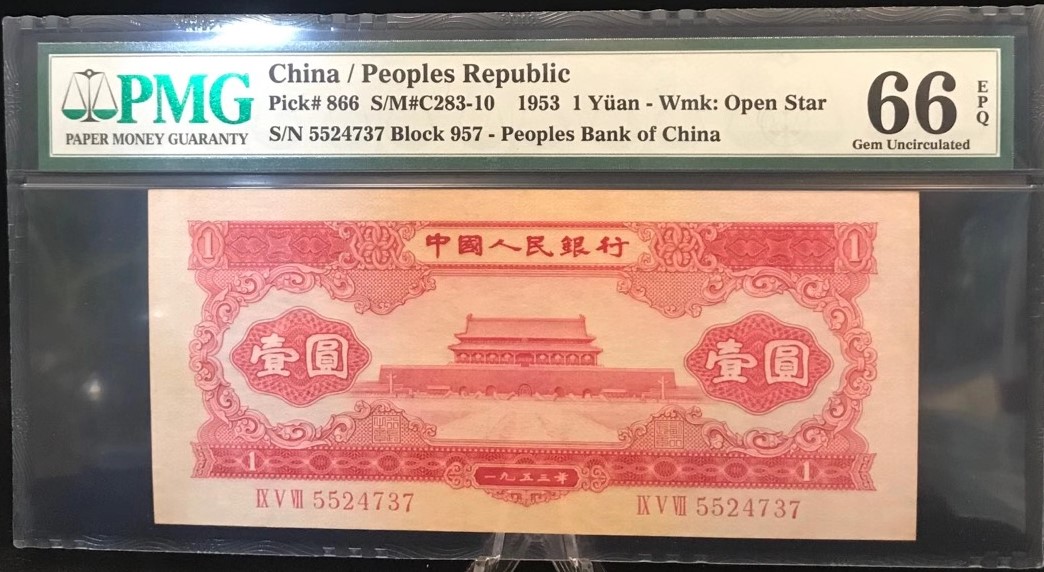 PMG
PAPER MONEY GUARANTY
China / Peoples Republic
Pick# 866 S/M#C283-10 1953 1 Yüan - Wmk: Open Star
S/N 5524737 Block 957 - Peoples Bank of China
66
EPQ
Gem Uncirculated
1 中國人民銀行 1
壹圓 壹圓
1 1
一九五三年
IX V VII 5524737 IX V VII 5524737